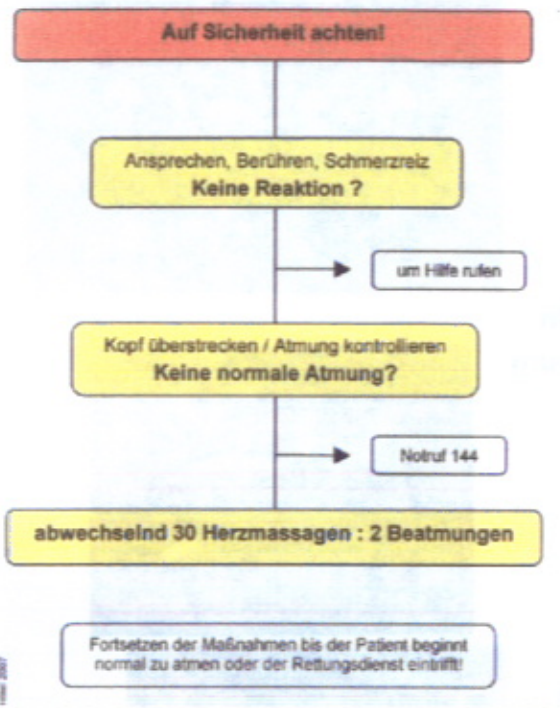 Auf Sicherheit achten!
Ansprechen, Berühren, Schmerzreiz
Keine Reaktion ?
um Hilfe rufen
Kopf überstrecken / Atmung kontrollieren
Keine normale Atmung?
Notruf 144
abwechselnd 30 Herzmassagen : 2 Beatmungen
Fortsetzen der Maßnahmen bis der Patient beginnt
normal zu atmen oder der Rettungsdienst eintrifft!
2007